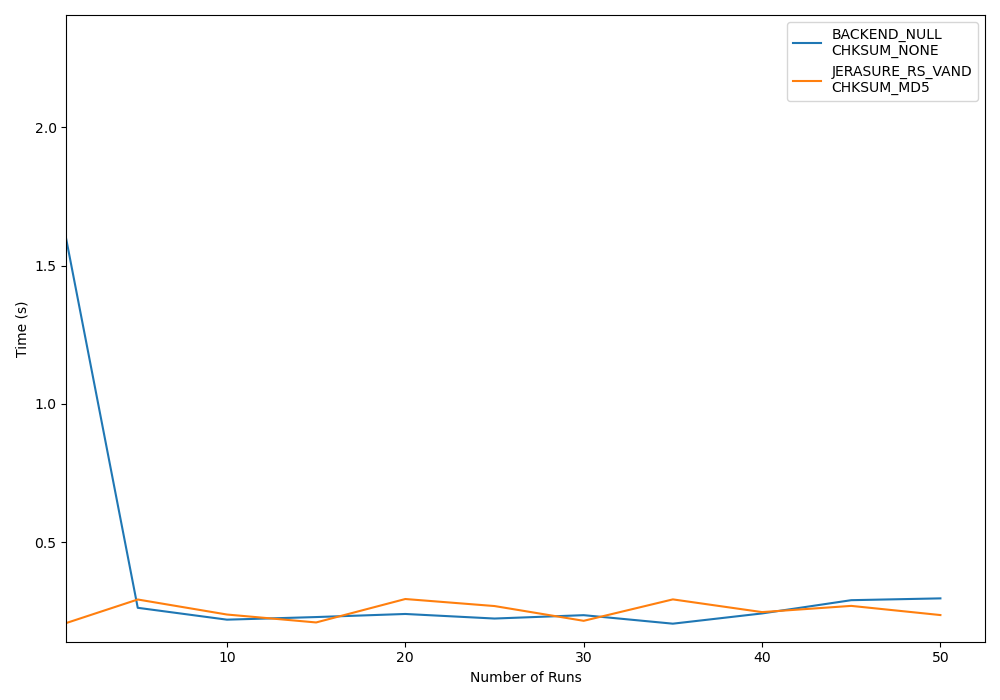 BACKEND_NULL
CHKSUM_NONE
JERASURE_RS_VAND
CHKSUM_MD5
2.0
1.5
1.0
0.5
Time (s)
10 20 30 40 50
Number of Runs